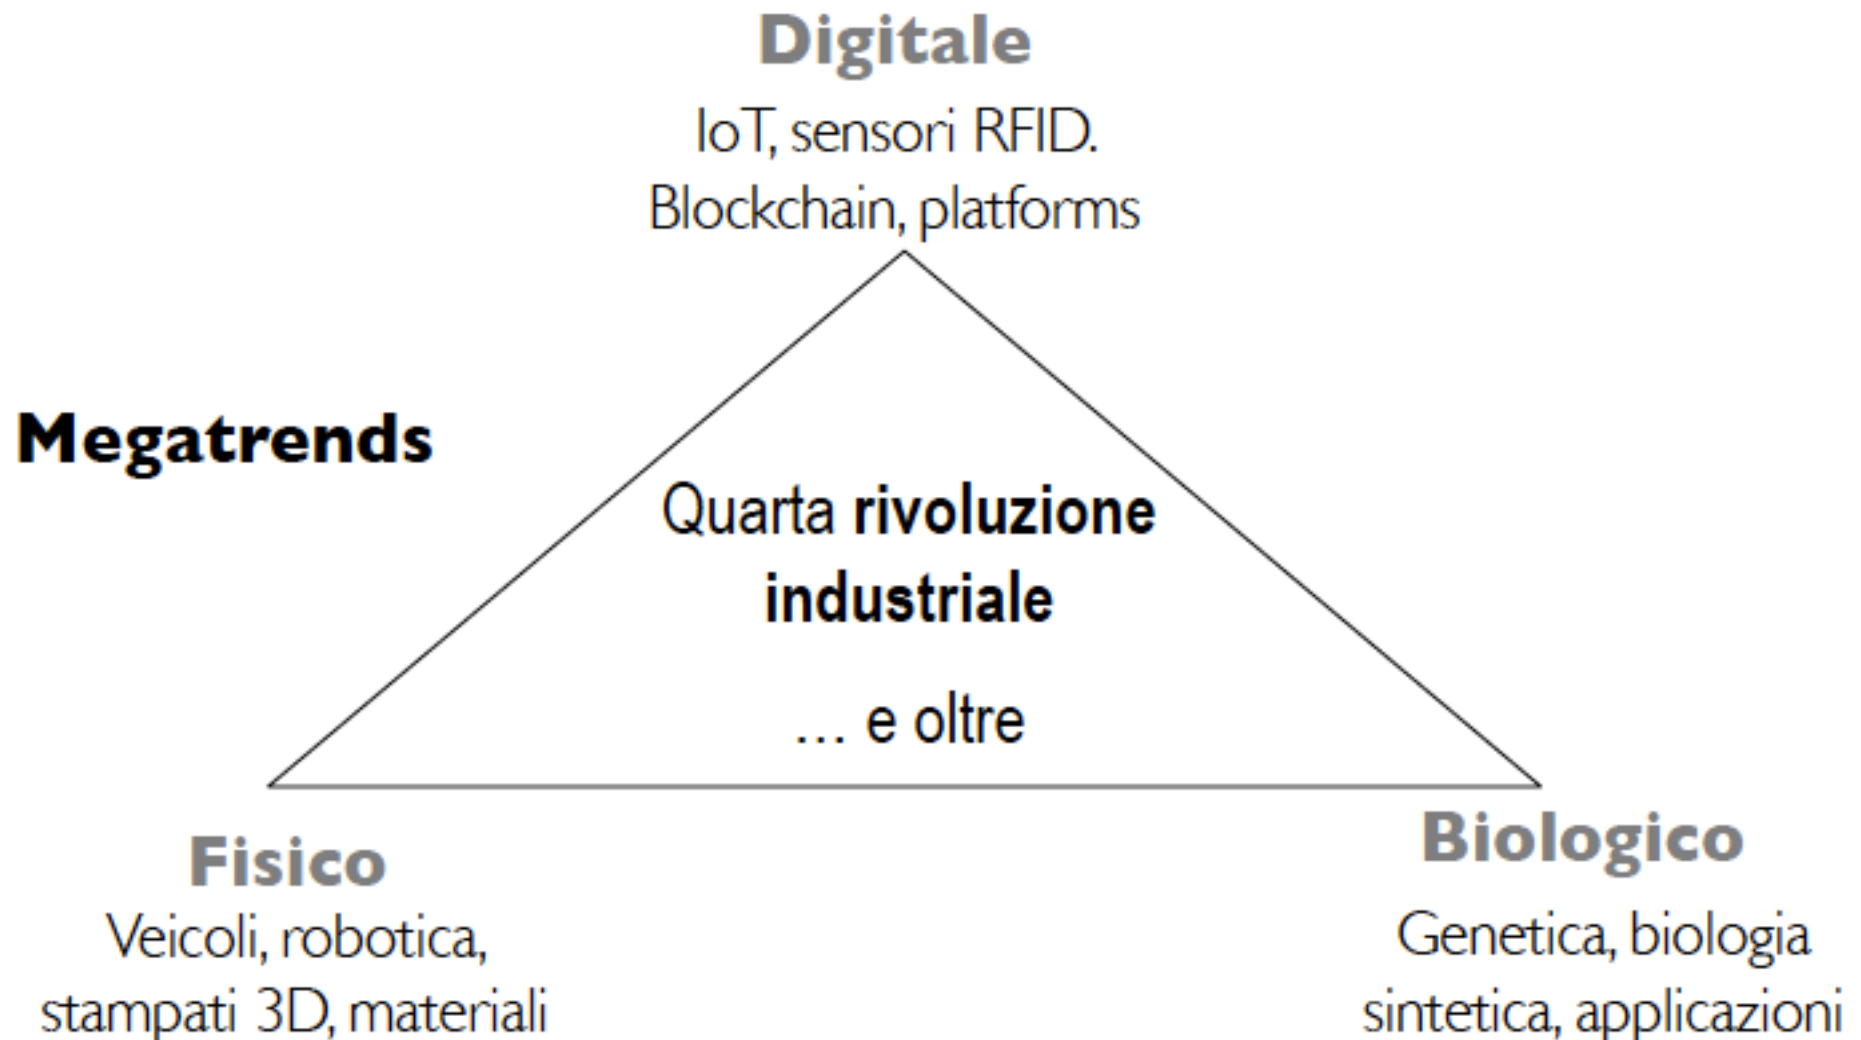 Digitale
IoT, sensori RFID.
Blockchain, platforms
Megatrends
Quarta rivoluzione
industriale
... e oltre
Fisico
Veicoli, robotica,
stampati 3D, materiali
Biologico
Genetica, biologia
sintetica, applicazioni